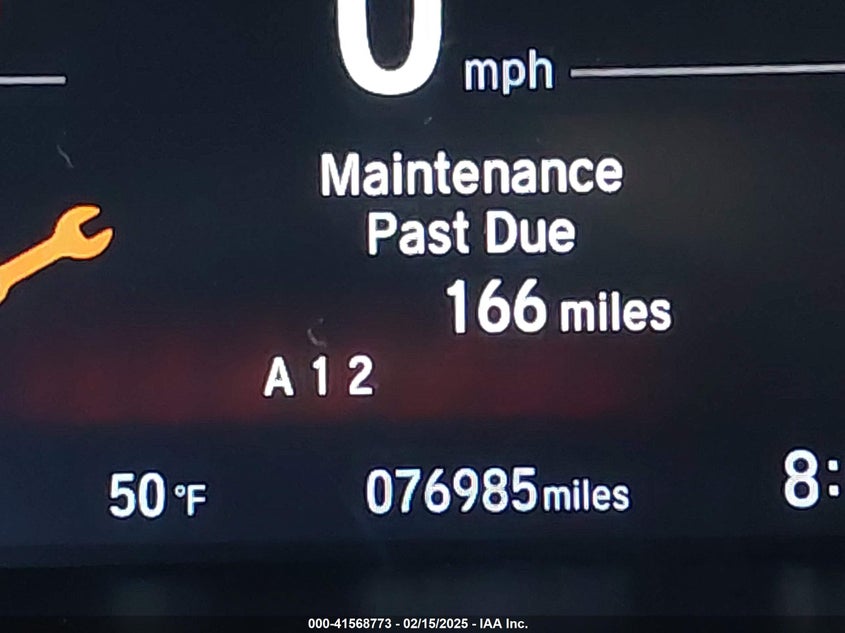 0 mph
Maintenance
Past Due
166 miles
A 1 2
50 °F 076985 miles 8:
000-41568773 - 02/15/2025 - IAA Inc.